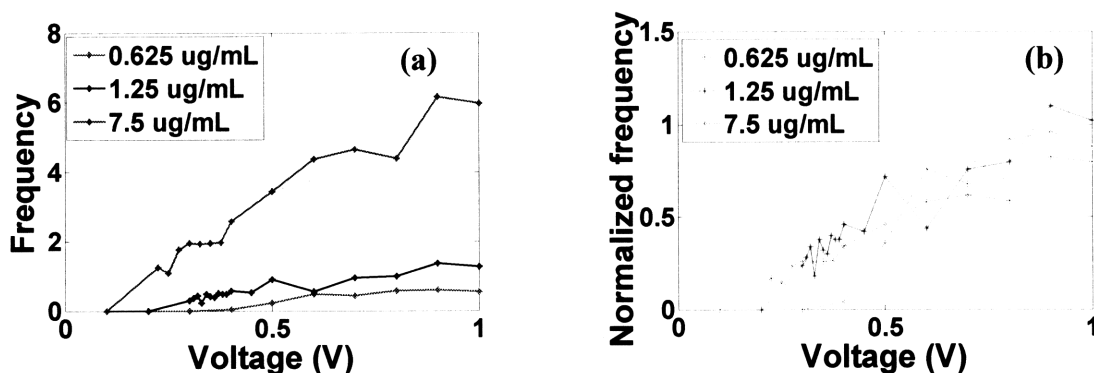 8
6
4
2
0
Frequency
0.625 ug/mL
1.25 ug/mL
7.5 ug/mL
(a)
0
0.5
1
Voltage (V)
1.5
1
0.5
0
Normalized frequency
0.625 ug/mL
1.25 ug/mL
7.5 ug/mL
(b)
0
0.5
1
Voltage (V)